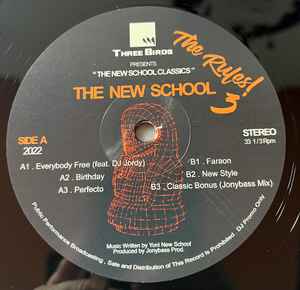 THREE BIRDS
PRESENTS
"THE NEW SCHOOL CLASSICS"
THE NEW SCHOOL
The Rules!
3
SIDE A
2022
STEREO
33 1/3 Rpm
A1 . Everybody Free (feat. DJ Jordy)
A2 . Birthday
A3 . Perfecto
B1 . Faraon
B2 . New Style
B3 . Classic Bonus (Jonybass Mix)
Music Written by Yoni New School
Produced by Jonybass Prod.
Public Performance Broadcasting . Sale and Distribution of This Record Is Prohibited . DJ Promo Only